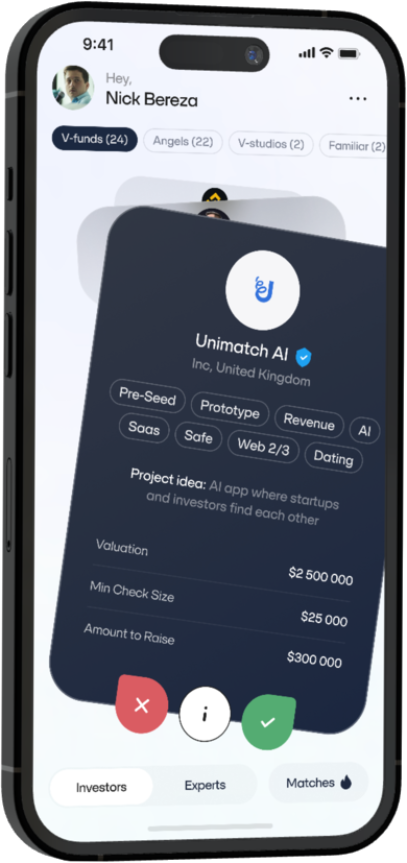 9:41
Hey,
Nick Bereza
V-funds (24) Angels (22) V-studios (2) Familiar (2)
Unimatch AI
Inc, United Kingdom
Pre-Seed Prototype Revenue AI
Saas Safe Web 2/3 Dating
Project idea: AI app where startups
and investors find each other
Valuation $2 500 000
Min Check Size $25 000
Amount to Raise $300 000
i
Investors Experts Matches